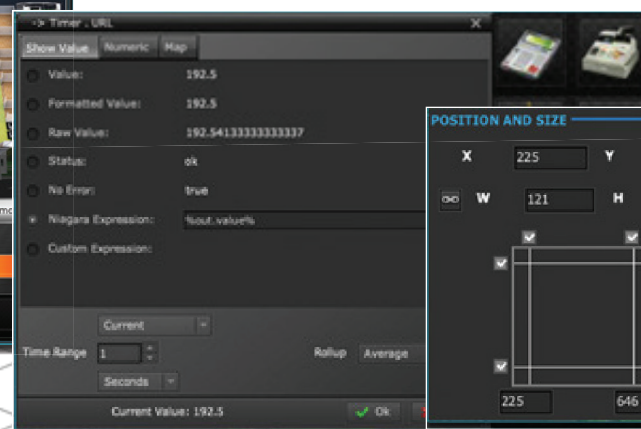 -> Timer . URL
Show Value Numeric Map
Value: 192.5
Formatted Value: 192.5
Raw Value: 192.54133333333337
Status: ok
No Error: true
Niagara Expression: %out.value%
Custom Expression:
Current
Time Range 1 Rollup Average
Seconds
Current Value: 192.5 Ok
POSITION AND SIZE
X 225 Y
W 121 H
225 646